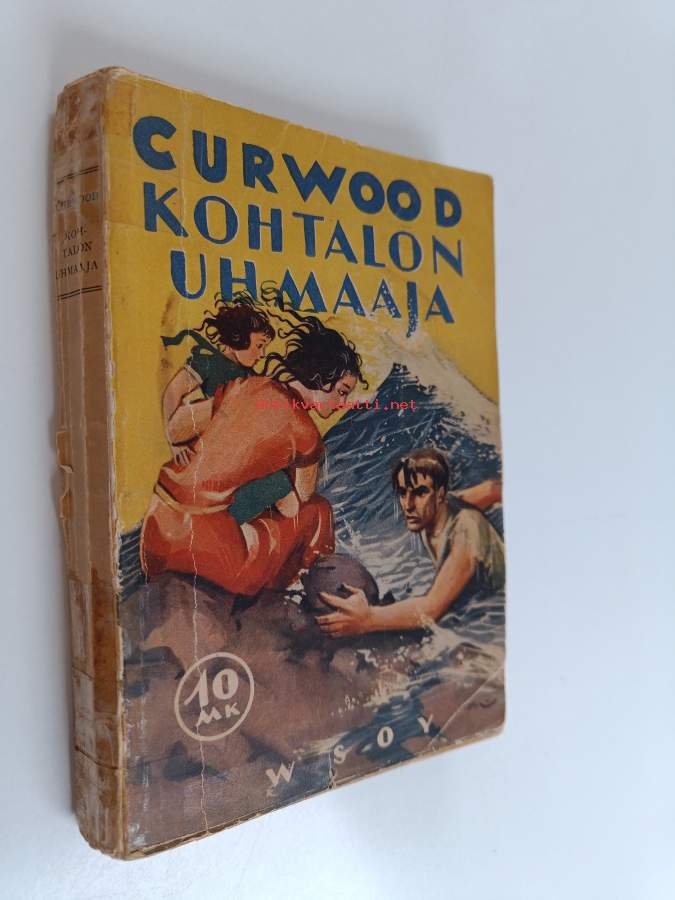 CURWOOD
KOHTALON
UHMAAJA
10
MK
WSOY
CURWOOD
KOH-
TALON
UHMAAJA
antikvariaatti.net